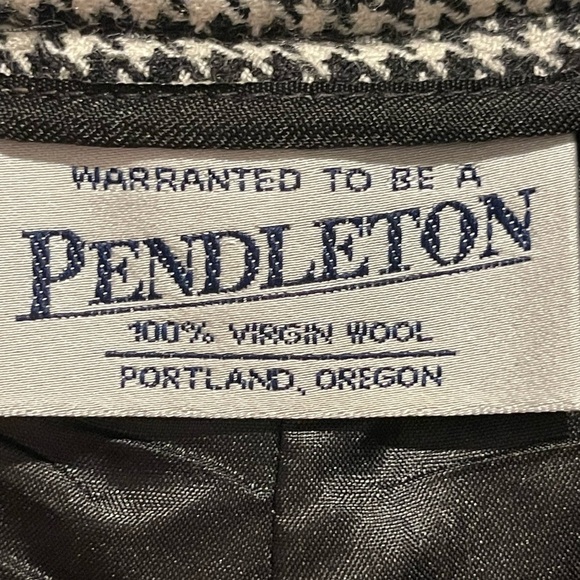 WARRANTED TO BE A
PENDLETON
100% VIRGIN WOOL
PORTLAND, OREGON